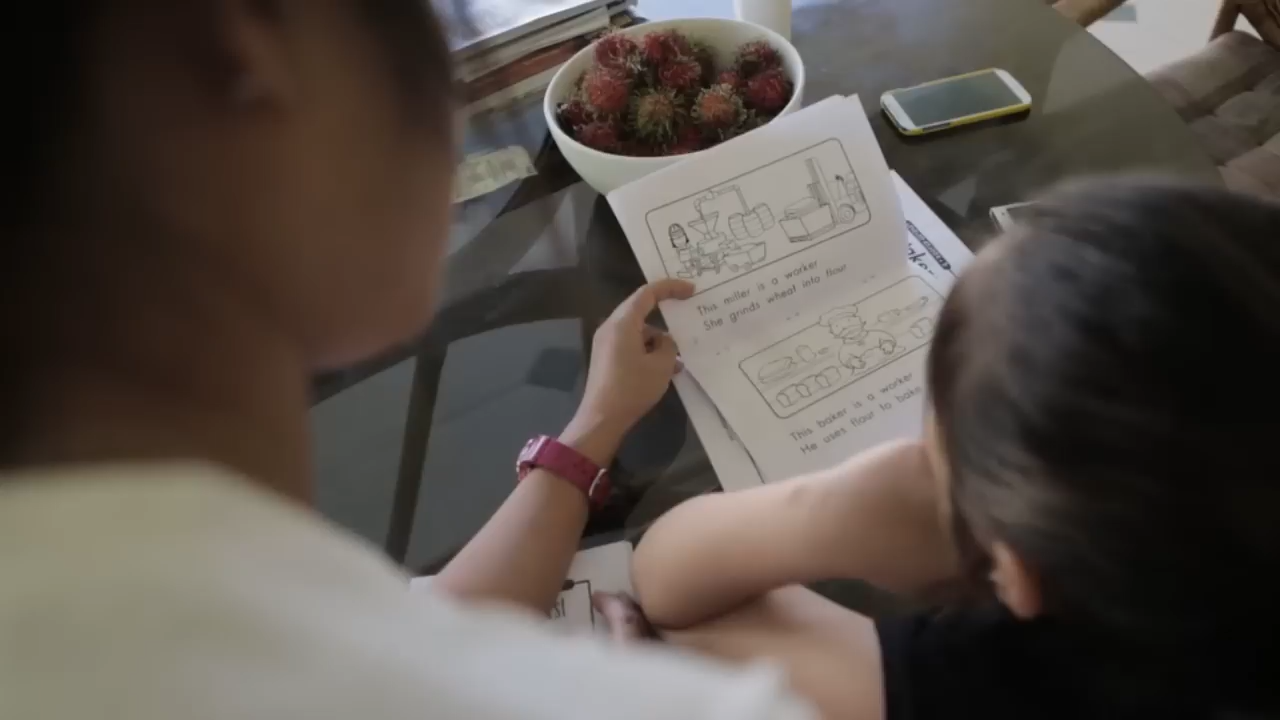 This miller is a worker
She grinds wheat into flour
This baker is a worker
He uses flour to bake